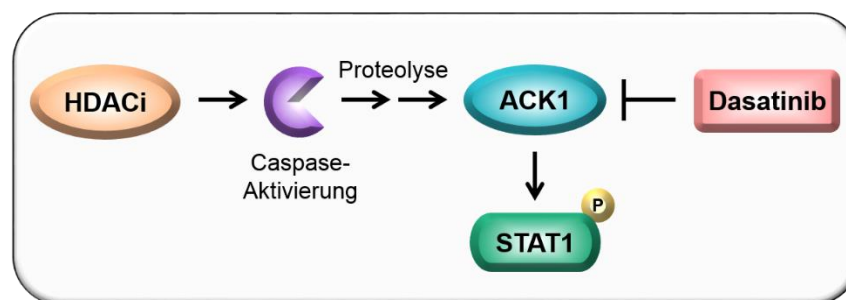 HDACi
Caspase-
Aktivierung
Proteolyse
ACK1
Dasatinib
P
STAT1